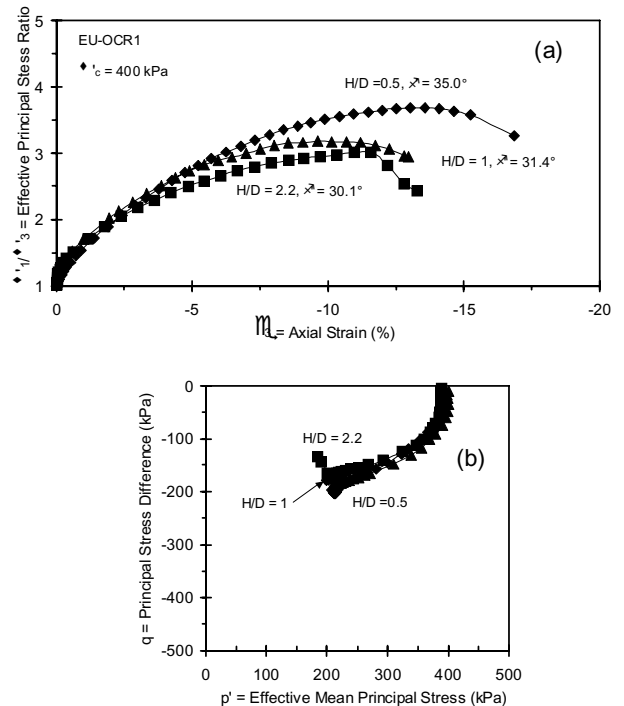 EU-OCR1
(a)
♦'c = 400 kPa
H/D =0.5, ♐= 35.0°
H/D = 1, ♐= 31.4°
H/D = 2.2, ♐= 30.1°
♦'1/♦'3 = Effective Principal Stess Ratio
5
4
3
2
1
0
-5
-10
-15
-20
♏3 = Axial Strain (%)
q = Principal Stress Difference (kPa)
0
-100
-200
-300
-400
-500
H/D = 2.2
(b)
H/D = 1
H/D =0.5
0
100
200
300
400
500
p' = Effective Mean Principal Stress (kPa)